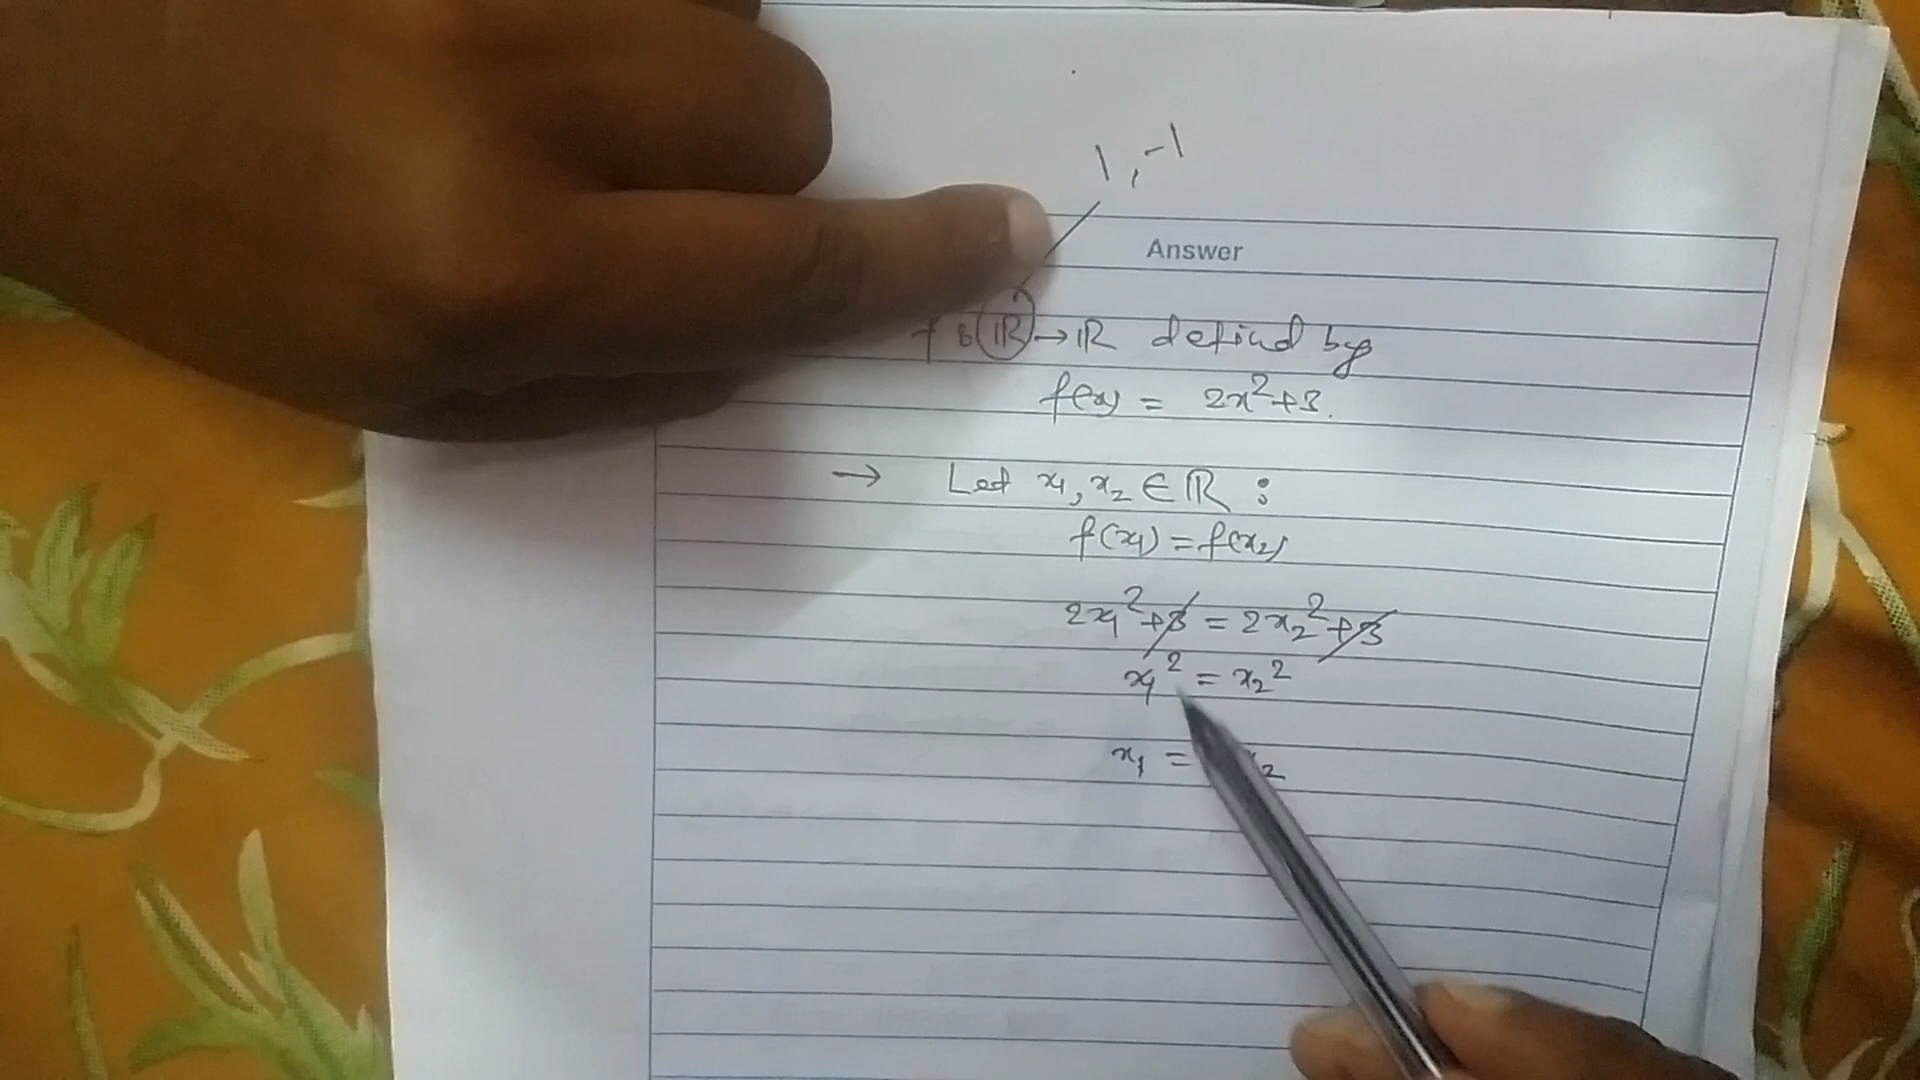 1, -1
Answer
f : ℝ → ℝ defind by
f(x) = 2x²+3.
→ Let x₁, x₂ ∈ ℝ :
f(x₁) = f(x₂)
2x₁²+3 = 2x₂²+3
x₁² = x₂²
x₁ = x₂